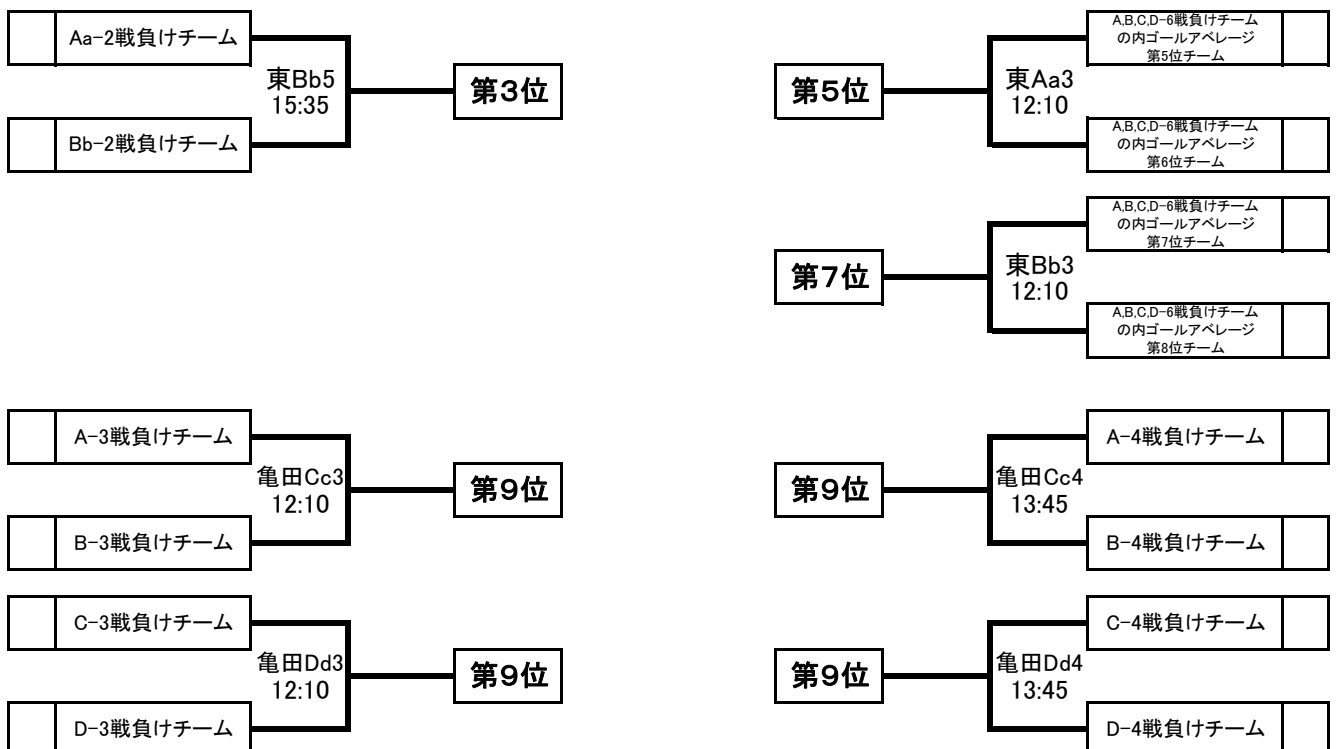 Aa-2戦負けチーム
東Bb5
15:35
第3位
Bb-2戦負けチーム
A,B,C,D-6戦負けチーム
の内ゴールアベレージ
第5位チーム
第5位
東Aa3
12:10
A,B,C,D-6戦負けチーム
の内ゴールアベレージ
第6位チーム
A,B,C,D-6戦負けチーム
の内ゴールアベレージ
第7位チーム
第7位
東Bb3
12:10
A,B,C,D-6戦負けチーム
の内ゴールアベレージ
第8位チーム
A-3戦負けチーム
亀田Cc3
12:10
第9位
B-3戦負けチーム
A-4戦負けチーム
第9位
亀田Cc4
13:45
B-4戦負けチーム
C-3戦負けチーム
亀田Dd3
12:10
第9位
D-3戦負けチーム
C-4戦負けチーム
第9位
亀田Dd4
13:45
D-4戦負けチーム